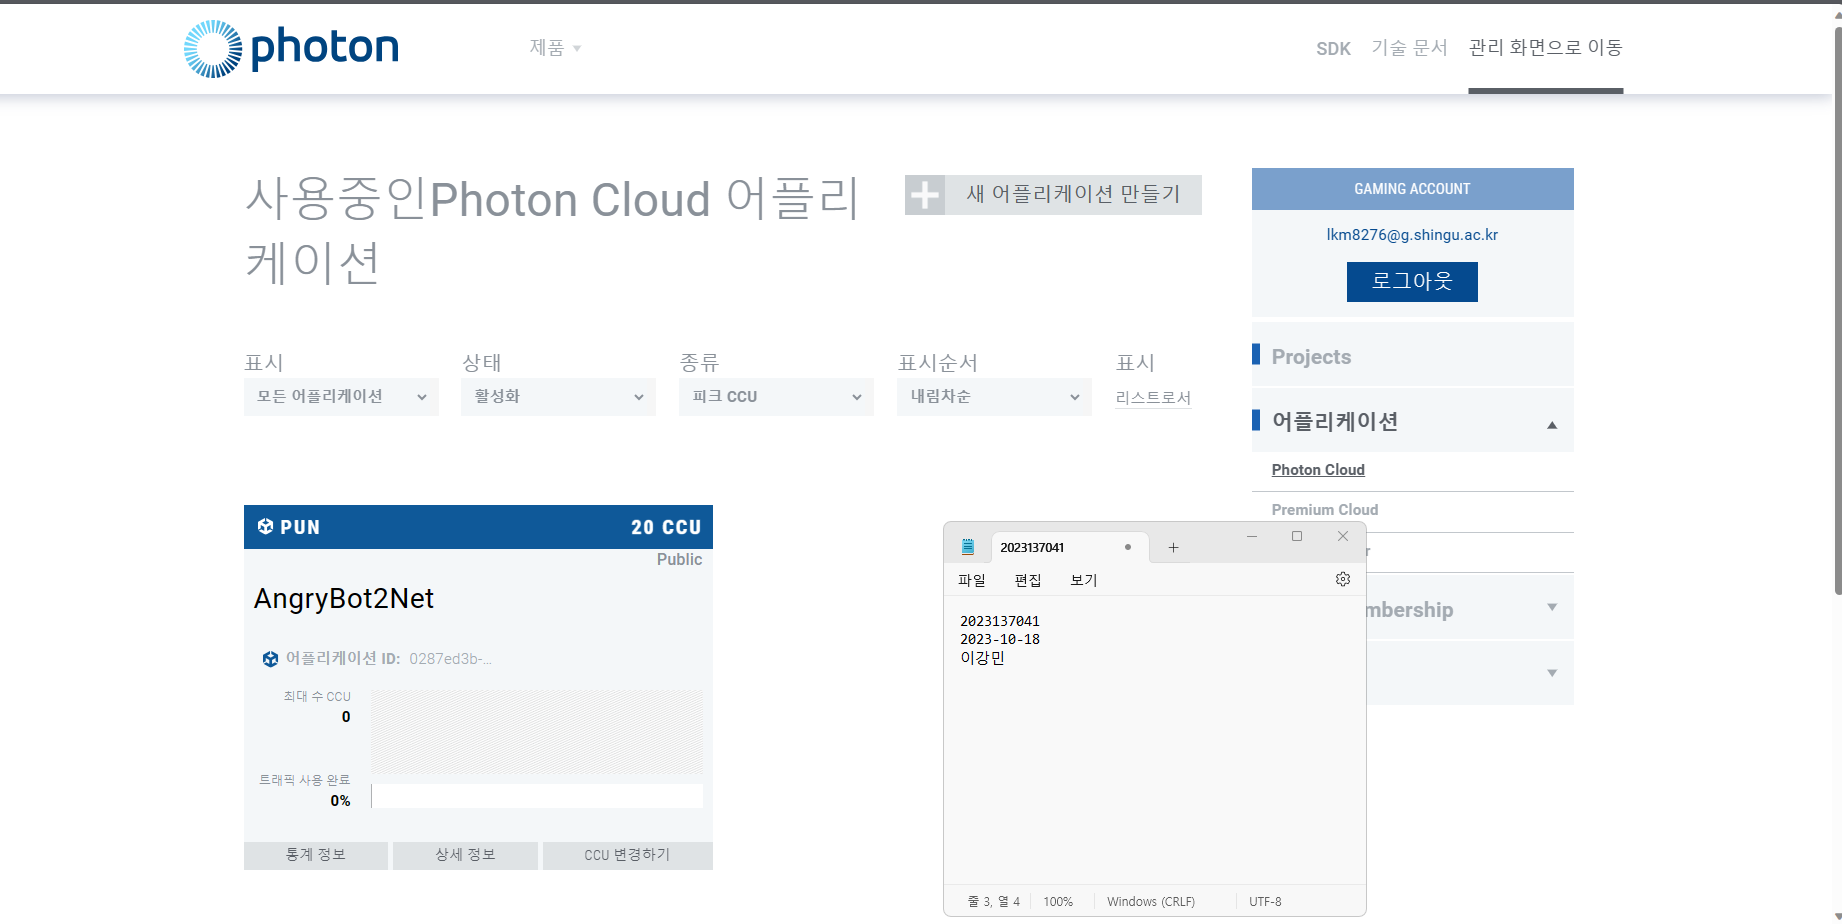 photon
제품
SDK
기술 문서
관리 화면으로 이동
사용중인Photon Cloud 어플리
케이션
새 어플리케이션 만들기
GAMING ACCOUNT
lkm8276@g.shingu.ac.kr
로그아웃
표시
상태
종류
표시순서
표시
모든 어플리케이션
활성화
피크 CCU
내림차순
리스트로서
Projects
어플리케이션
Photon Cloud
Premium Cloud
r
mbership
PUN
20 CCU
Public
AngryBot2Net
어플리케이션 ID: 0287ed3b-...
최대 수 CCU
0
트래픽 사용 완료
0%
통계 정보
상세 정보
CCU 변경하기
2023137041
파일
편집
보기
2023137041
2023-10-18
이강민
줄 3, 열 4
100%
Windows (CRLF)
UTF-8